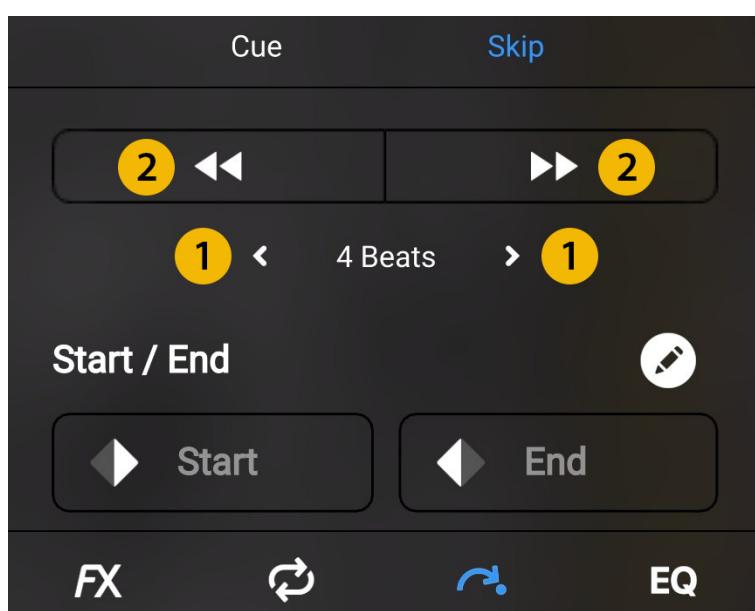 Cue Skip
2 2
1 4 Beats 1
Start / End
Start End
FX EQ